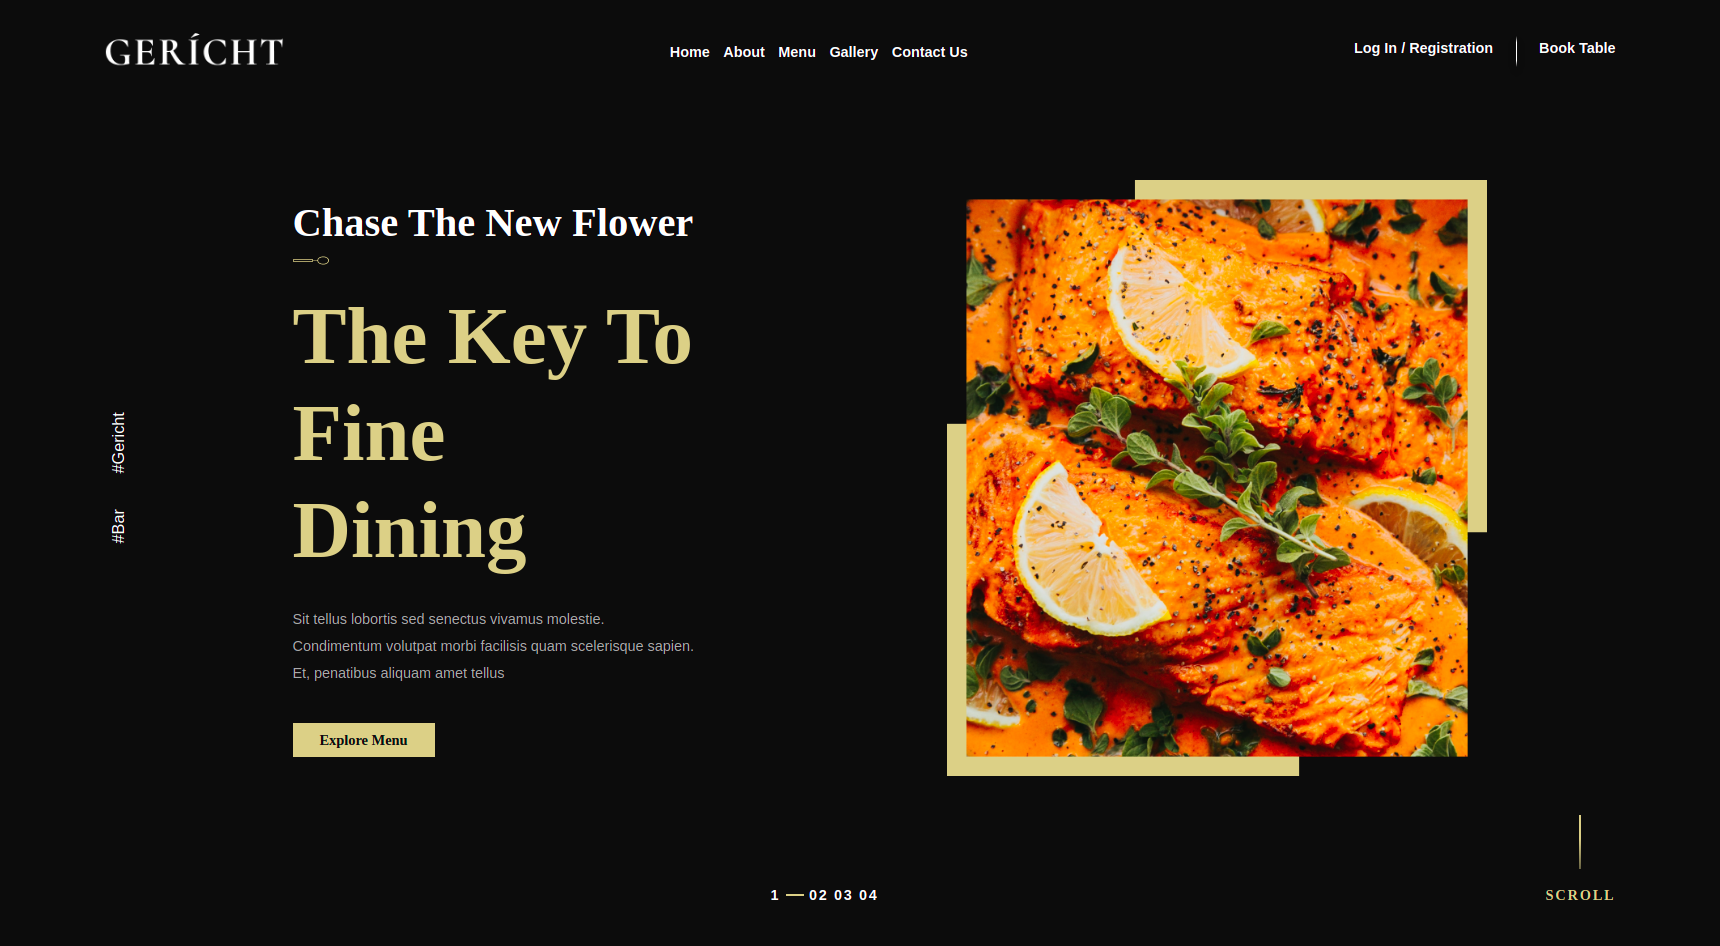 GERÍCHT
Home About Menu Gallery Contact Us
Log In / Registration
Book Table
Chase The New Flower
The Key To
Fine
Dining
#Gericht
#Bar
Sit tellus lobortis sed senectus vivamus molestie.
Condimentum volutpat morbi facilisis quam scelerisque sapien.
Et, penatibus aliquam amet tellus
Explore Menu
1 — 02 03 04
SCROLL